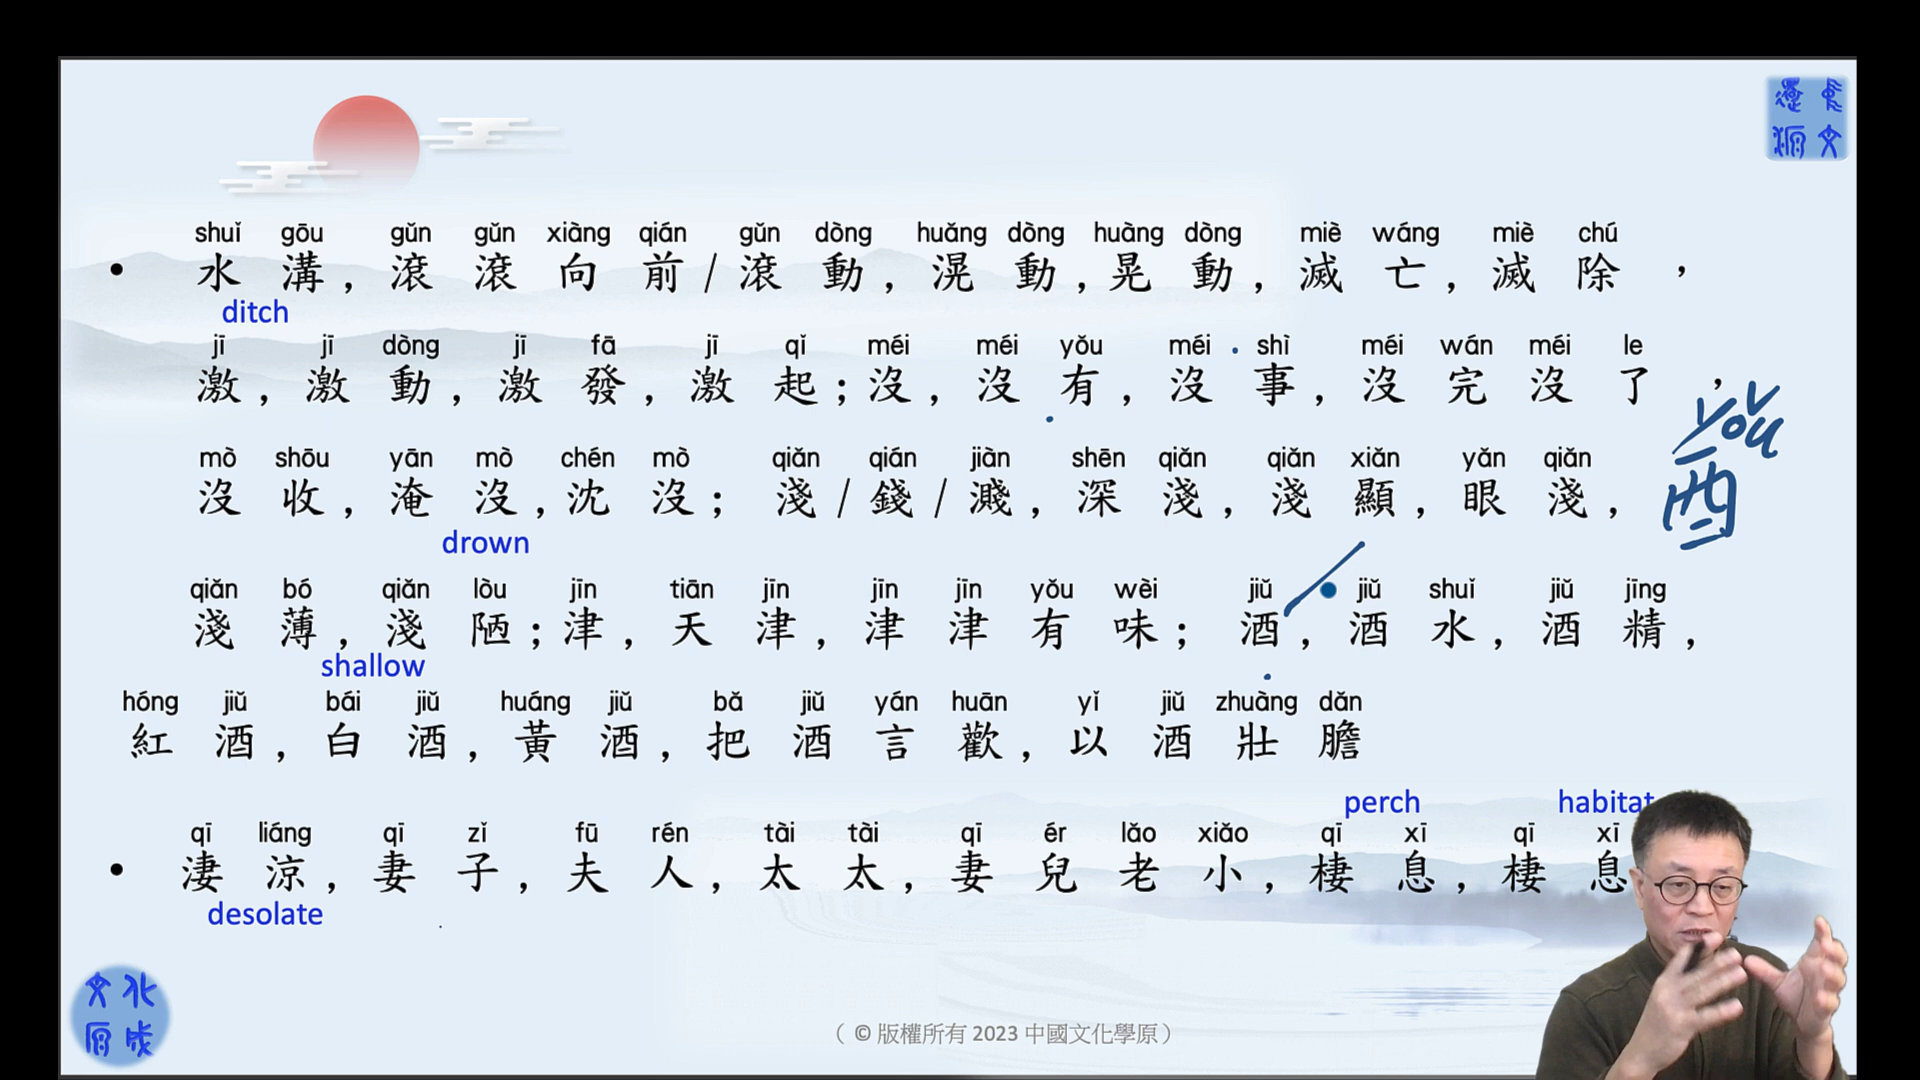 shuǐ gōu gǔn gǔn xiàng qián gǔn dòng huǎng dòng huàng dòng miè wáng miè chú
水溝，滾滾向前/滾動，滉動，晃動，滅亡，滅除，
ditch
jī jī dòng jī fā jī qǐ méi méi yǒu méi shì méi wán méi le
激，激動，激發，激起；沒，沒有，沒事，沒完沒了，
yǒu
酉
mò shōu yān mò chén mò qiǎn qián jiàn shēn qiǎn qiǎn xiǎn yǎn qiǎn
沒收，淹沒，沈沒；淺/錢/濺，深淺，淺顯，眼淺，
drown
qiǎn bó qiǎn lòu jīn tiān jīn jīn jīn yǒu wèi jiǔ jiǔ shuǐ jiǔ jīng
淺薄，淺陋；津，天津，津津有味；酒，酒水，酒精，
shallow
hóng jiǔ bái jiǔ huáng jiǔ bǎ jiǔ yán huān yǐ jiǔ zhuàng dǎn
紅酒，白酒，黃酒，把酒言歡，以酒壯膽
perch habitat
qī liáng qī zǐ fū rén tài tài qī ér lǎo xiǎo qī xī qī xī
淒涼，妻子，夫人，太太，妻兒老小，棲息，棲息
desolate
文化
（© 版權所有 2023 中國文化學原）